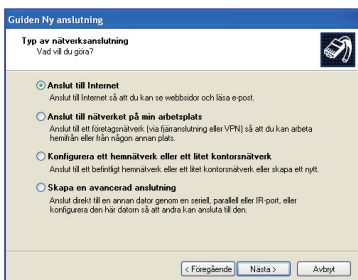 Guiden Ny anslutning
Typ av nätverksanslutning
Vad vill du göra?
Anslut till Internet
Anslut till Internet så att du kan se webbsidor och läsa e-post.
Anslut till nätverket på min arbetsplats
Anslut till ett företagsnätverk (via fjärranslutning eller VPN) så att du kan arbeta
hemifrån eller från någon annan plats.
Konfigurera ett hemnätverk eller ett litet kontorsnätverk
Anslut till ett befintligt hemnätverk eller ett litet kontorsnätverk eller skapa ett nytt.
Skapa en avancerad anslutning
Anslut direkt till en annan dator genom en seriell, parallell eller IR-port, eller
konfigurera den här datorn så att andra kan ansluta till den.
< Föregående Nästa > Avbryt